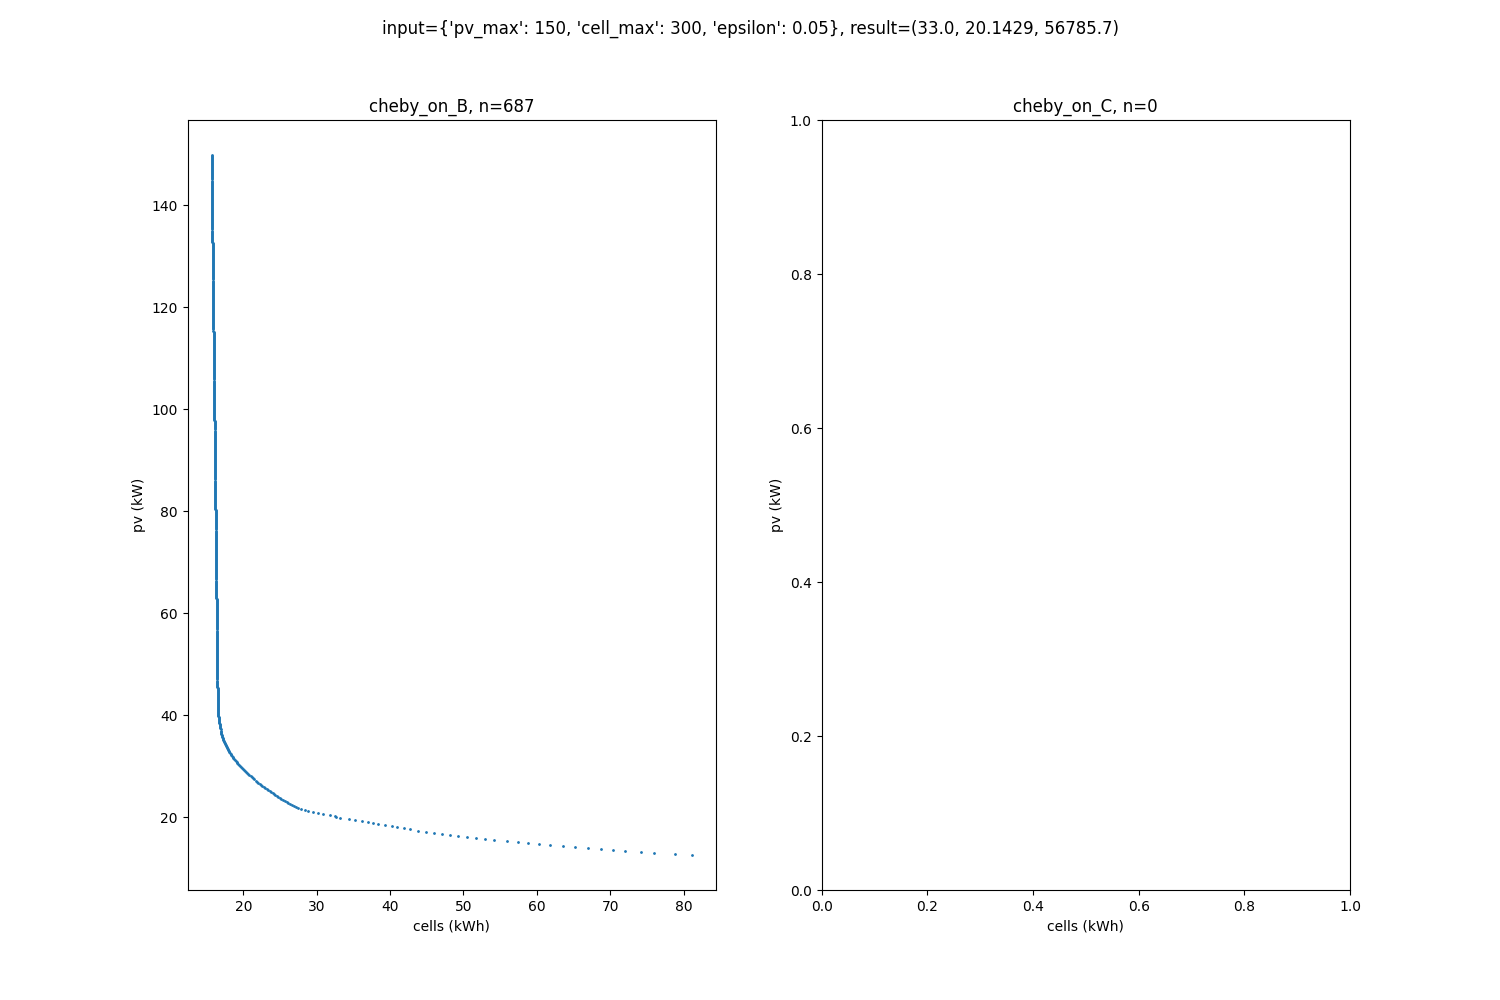 input={'pv_max': 150, 'cell_max': 300, 'epsilon': 0.05}, result=(33.0, 20.1429, 56785.7)
cheby_on_B, n=687
140
120
100
80
60
40
20
pv (kW)
20 30 40 50 60 70 80
cells (kWh)
cheby_on_C, n=0
1.0
0.8
0.6
0.4
0.2
0.0
pv (kW)
0.0 0.2 0.4 0.6 0.8 1.0
cells (kWh)